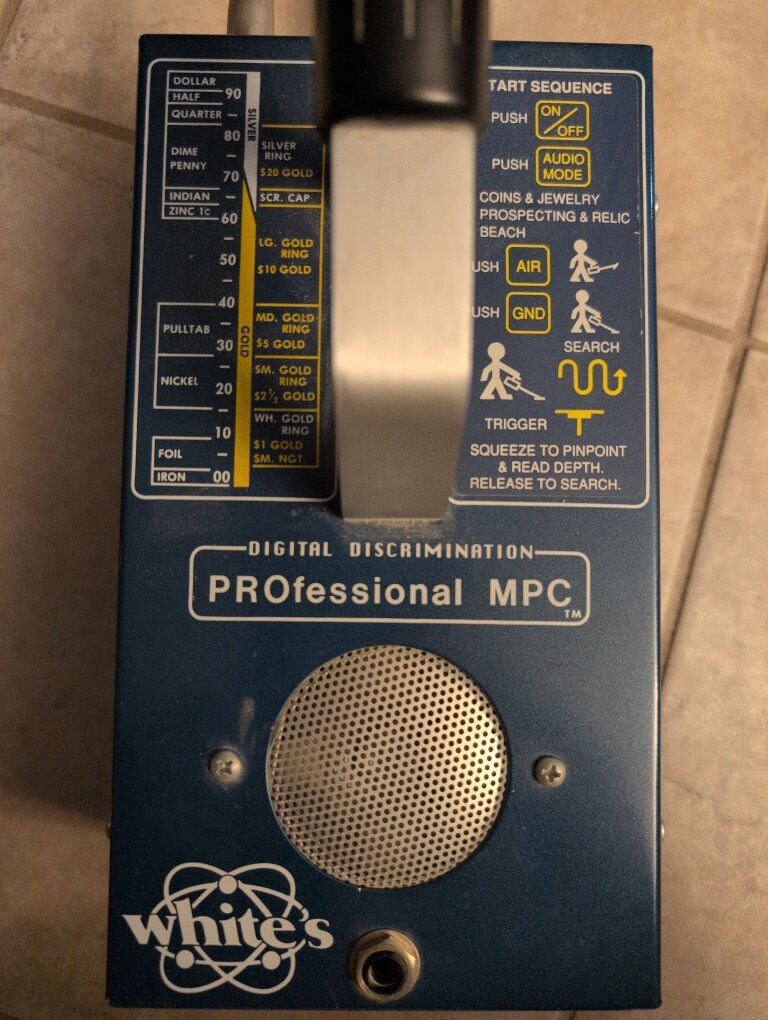 DOLLAR
HALF
90
QUARTER
SILVER
80
DIME
PENNY
SILVER
RING
$20 GOLD
70
INDIAN
SCR. CAP
ZINC 1c
60
LG. GOLD
RING
50
$10 GOLD
40
MD. GOLD
RING
PULLTAB
GOLD
30
$5 GOLD
SM. GOLD
RING
NICKEL
20
$2½ GOLD
WH. GOLD
RING
10
$1 GOLD
FOIL
SM. NGT.
IRON
00
TART SEQUENCE
PUSH ON/OFF
PUSH AUDIO
MODE
COINS & JEWELRY
PROSPECTING & RELIC
BEACH
USH AIR
USH GND
SEARCH
TRIGGER
SQUEEZE TO PINPOINT
& READ DEPTH.
RELEASE TO SEARCH.
DIGITAL DISCRIMINATION
PROfessional MPC TM
white's